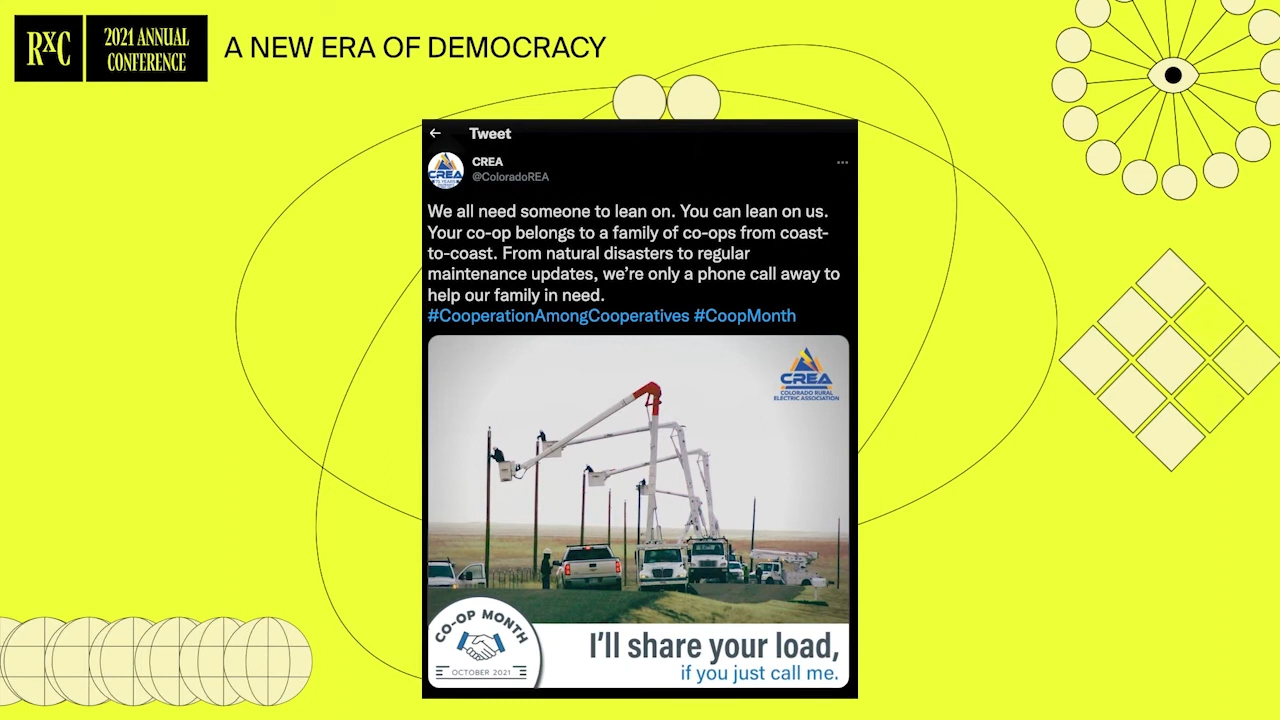 RxC
2021 ANNUAL
CONFERENCE
A NEW ERA OF DEMOCRACY
Tweet
CREA
@ColoradoREA
We all need someone to lean on. You can lean on us.
Your co-op belongs to a family of co-ops from coast-
to-coast. From natural disasters to regular
maintenance updates, we're only a phone call away to
help our family in need.
#CooperationAmongCooperatives #CoopMonth
CREA
COLORADO RURAL
ELECTRIC ASSOCIATION
CO-OP MONTH
OCTOBER 2021
I'll share your load,
if you just call me.